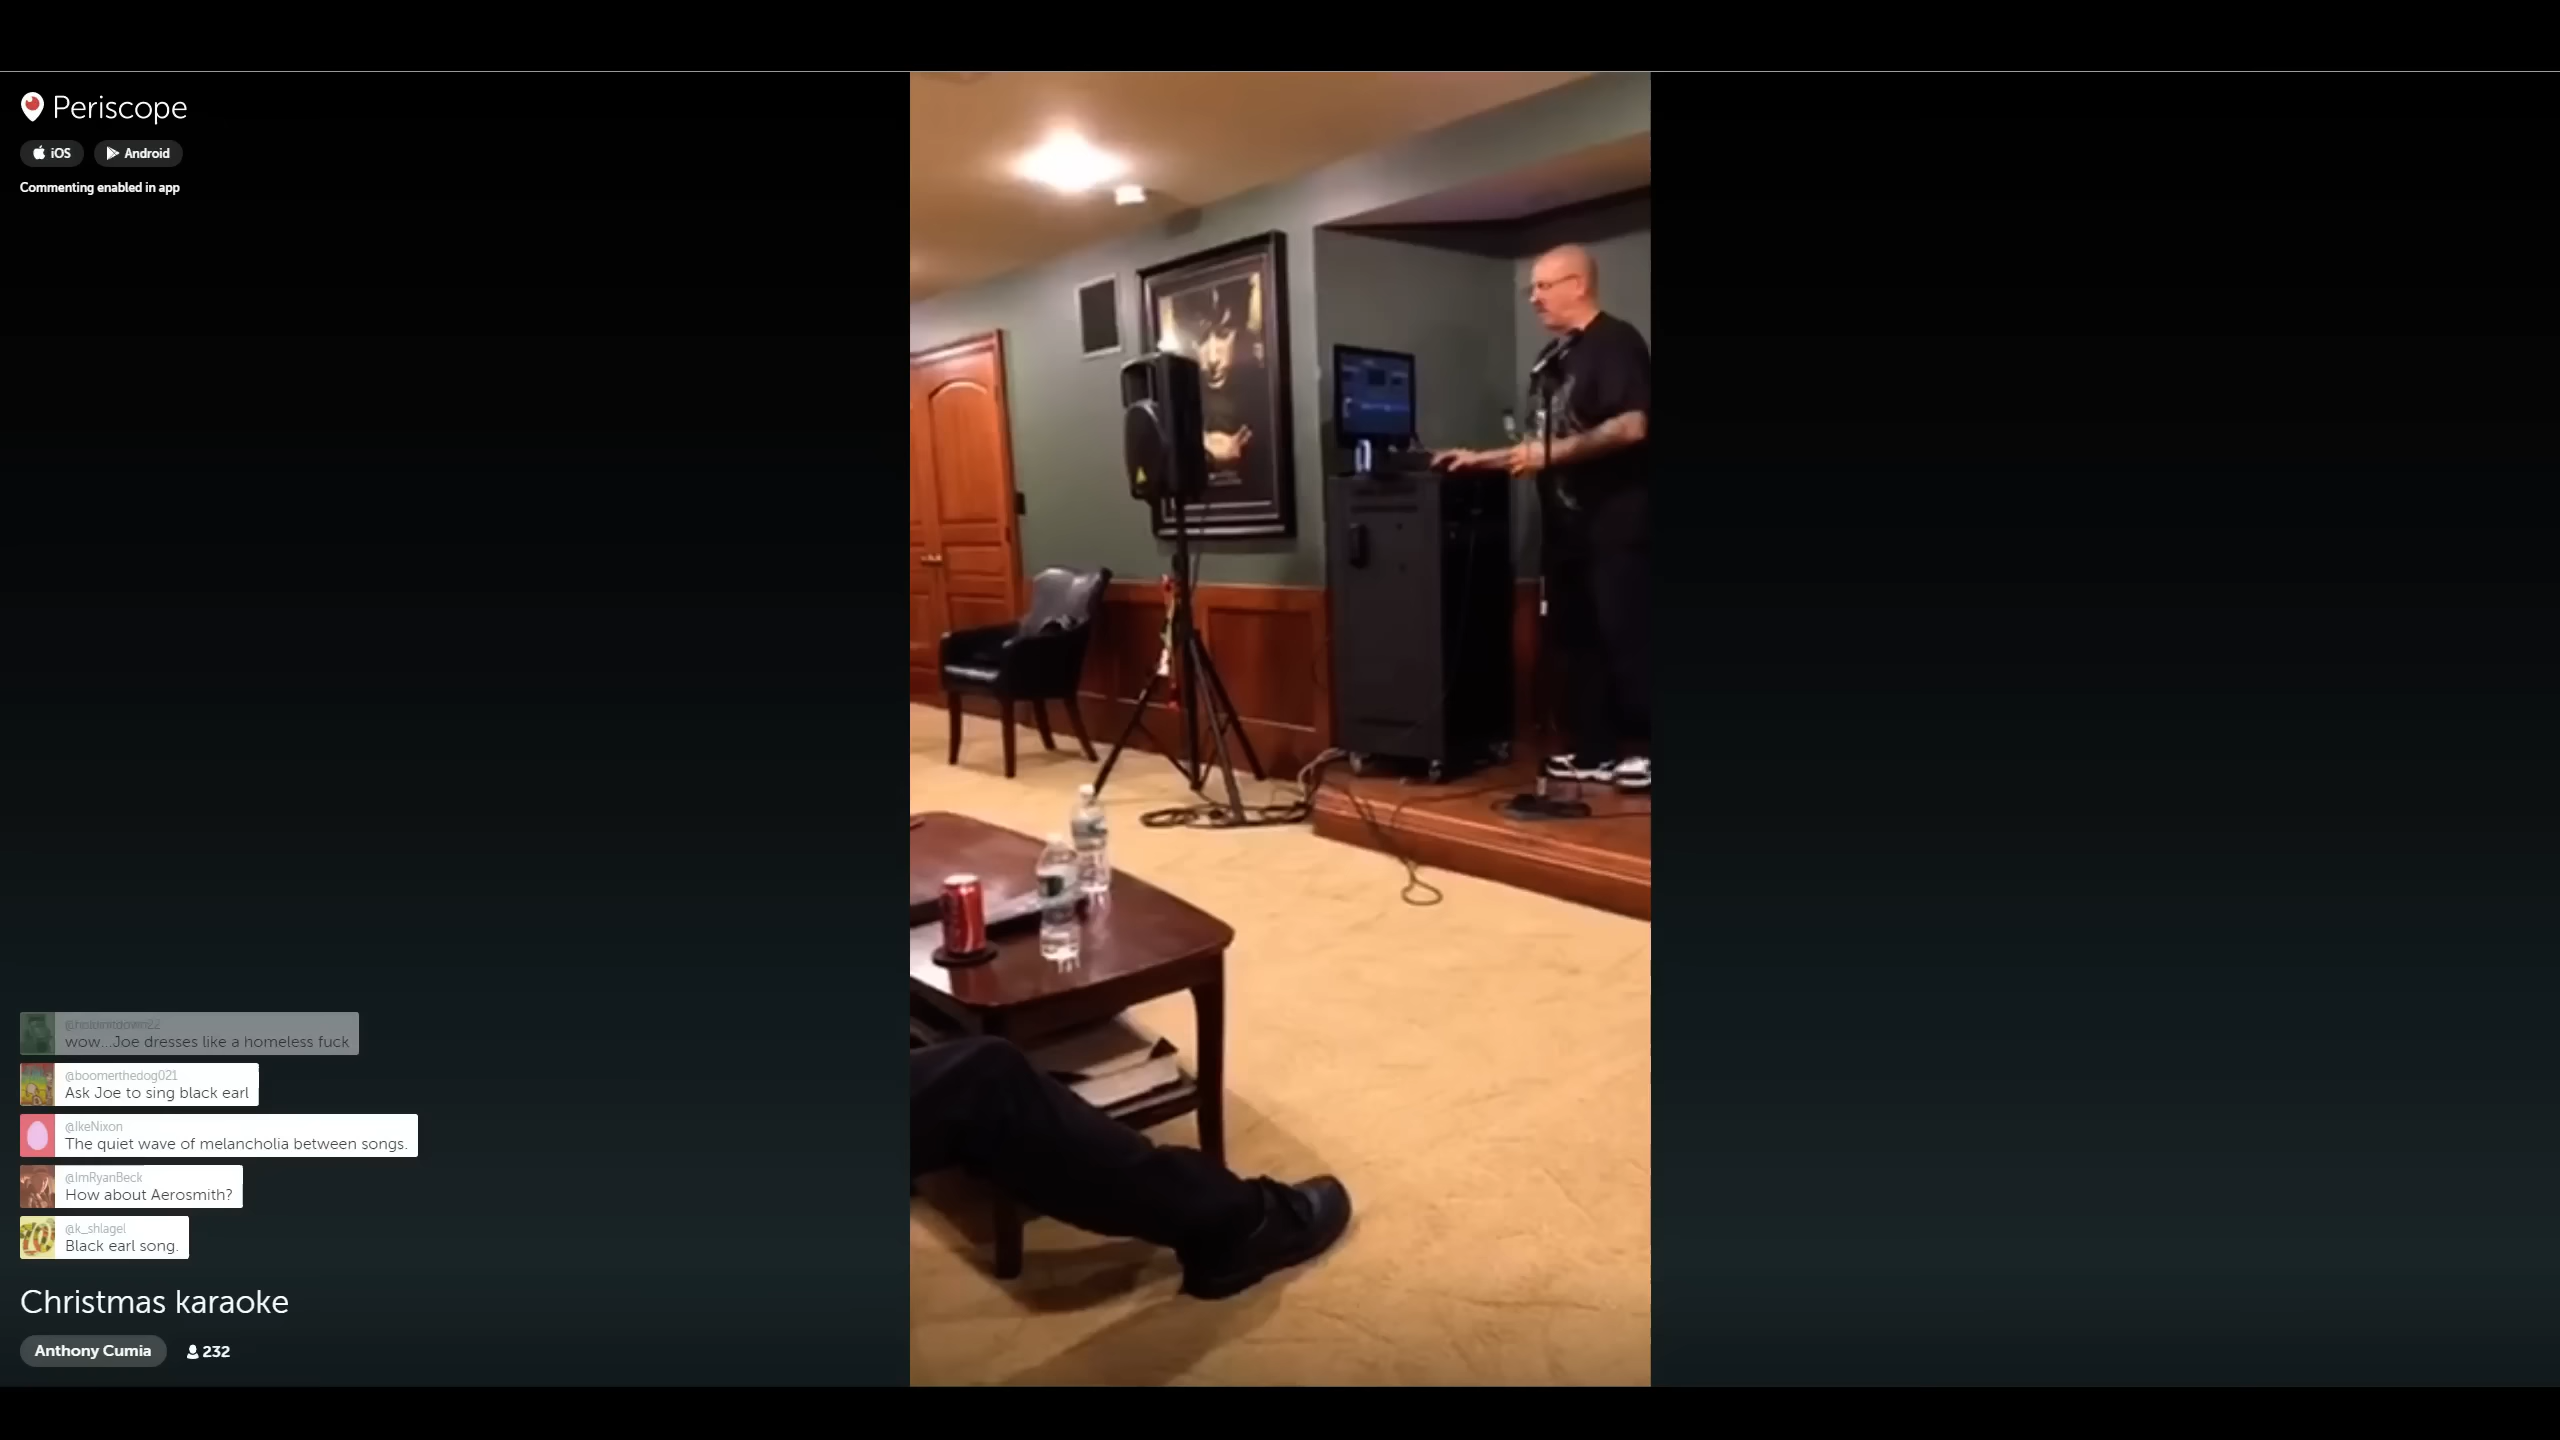 Periscope
iOS
Android
Commenting enabled in app
@holdinitdown22
wow...Joe dresses like a homeless fuck
@boomerthedog021
Ask Joe to sing black earl
@IkeNixon
The quiet wave of melancholia between songs.
@ImRyanBeck
How about Aerosmith?
@k_shlagel
Black earl song.
Christmas karaoke
Anthony Cumia
232